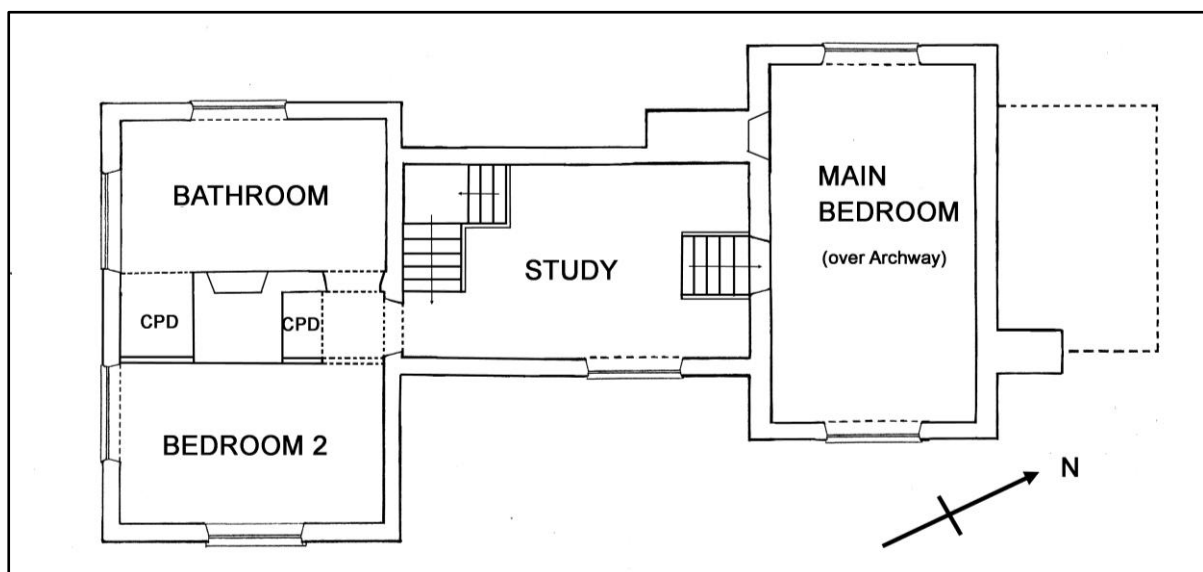 BATHROOM
MAIN
BEDROOM
(over Archway)
STUDY
CPD
CPD
BEDROOM 2
N